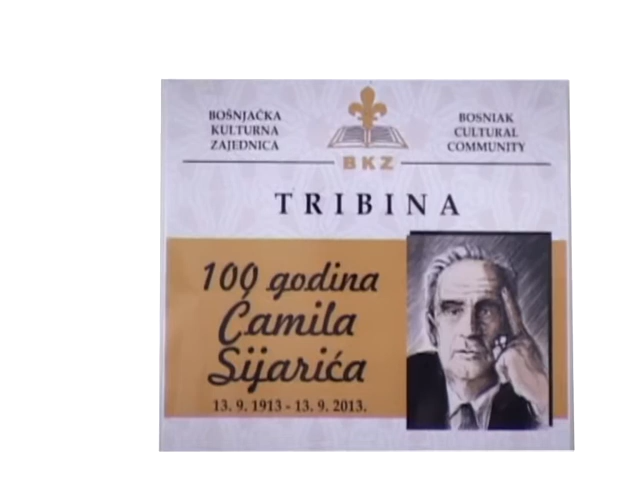 BOŠNJAČKA
KULTURNA
ZAJEDNICA
BOSNIAK
CULTURAL
COMMUNITY
BKZ
TRIBINA
100 godina
Ćamila
Sijarića
13. 9. 1913 - 13. 9. 2013.